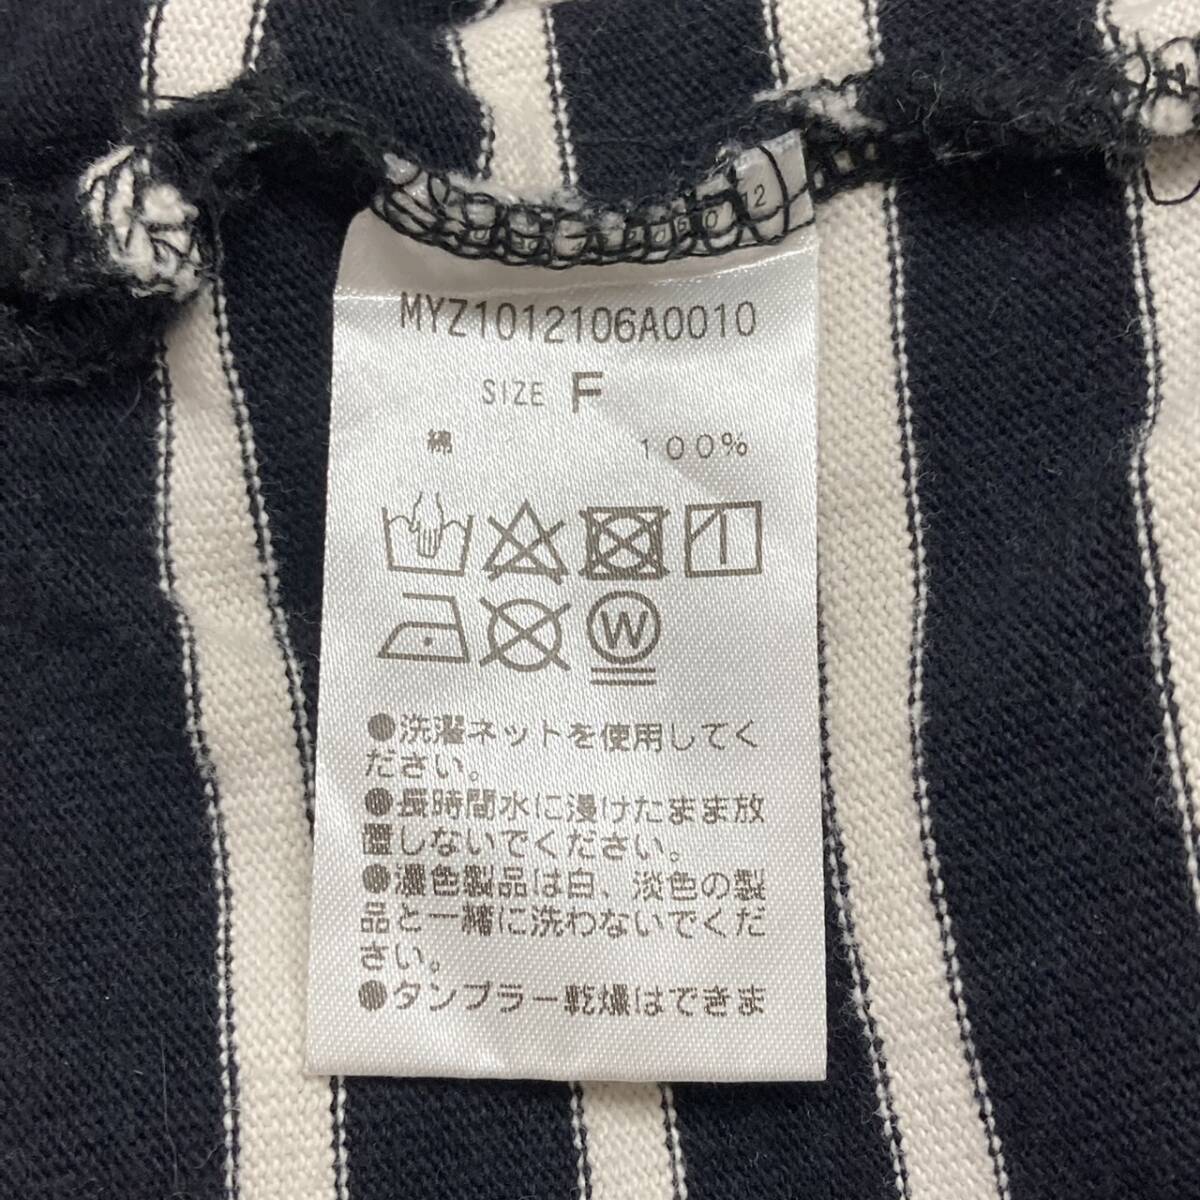 MYZ1012106A0010
SIZE F
綿 100%
W
●洗濯ネットを使用してく
ださい。
●長時間水に浸けたまま放
置しないでください。
●濃色製品は白、淡色の製
品と一緒に洗わないでくだ
さい。
●タンブラー乾燥はできま